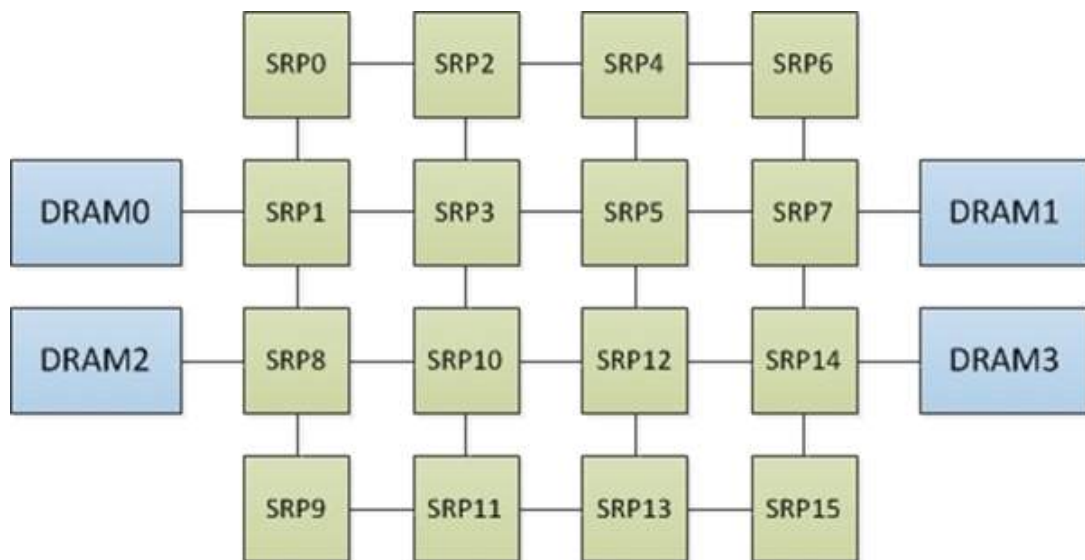 SRP0 SRP2 SRP4 SRP6
DRAM0 SRP1 SRP3 SRP5 SRP7 DRAM1
DRAM2 SRP8 SRP10 SRP12 SRP14 DRAM3
SRP9 SRP11 SRP13 SRP15